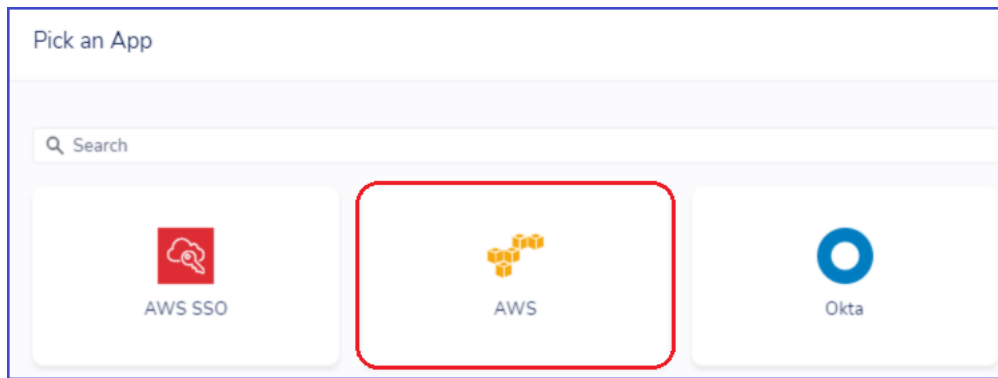 Pick an App
Search
AWS SSO
AWS
Okta